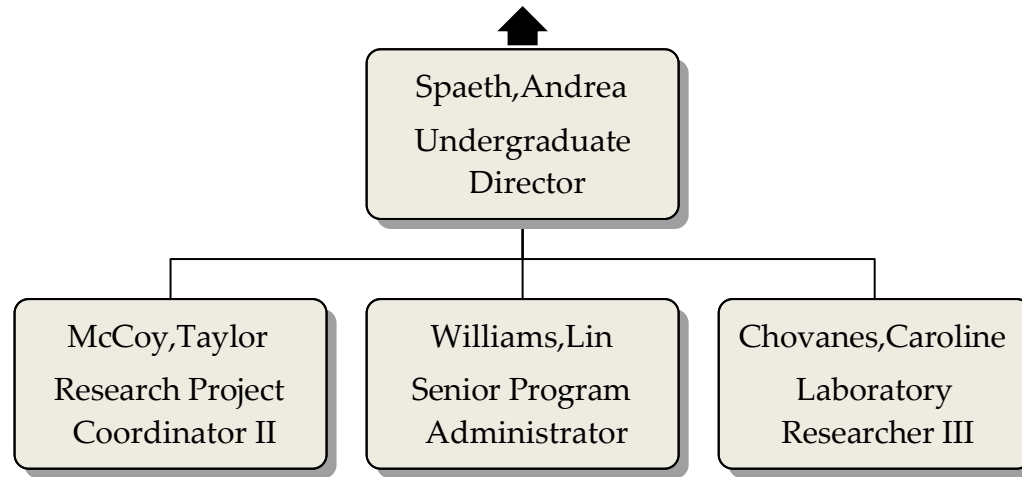 Spaeth,Andrea
Undergraduate
Director
McCoy,Taylor
Research Project
Coordinator II
Williams,Lin
Senior Program
Administrator
Chovanes,Caroline
Laboratory
Researcher III